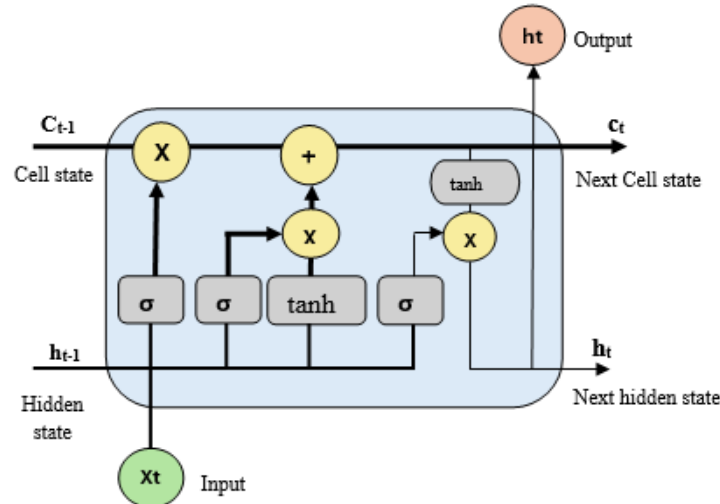 ht
Output
Cₜ₋₁
cₜ
X
+
Cell state
tanh
Next Cell state
X
X
σ
σ
tanh
σ
hₜ₋₁
hₜ
Hidden
state
Next hidden state
Xt
Input